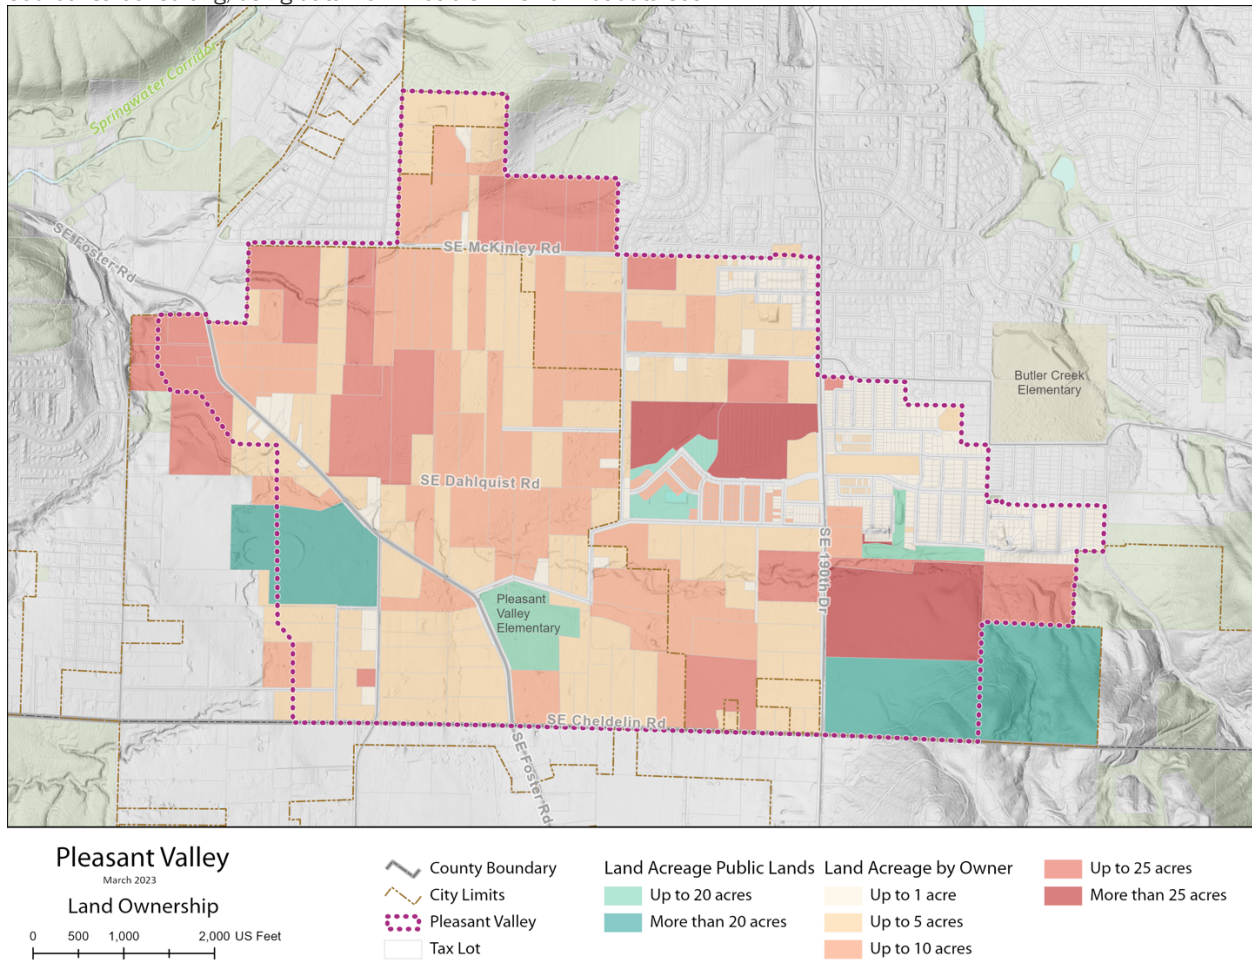 Springwater Corridor
SE Foster Rd
SE McKinley Rd
Butler Creek
Elementary
SE Dahlquist Rd
SE 190th Dr
Pleasant
Valley
Elementary
SE Cheldelin Rd
SE Foster Rd
Pleasant Valley
March 2023
Land Ownership
0 500 1,000 2,000 US Feet
County Boundary
City Limits
Pleasant Valley
Tax Lot
Land Acreage Public Lands
Up to 20 acres
More than 20 acres
Land Acreage by Owner
Up to 1 acre
Up to 5 acres
Up to 10 acres
Up to 25 acres
More than 25 acres